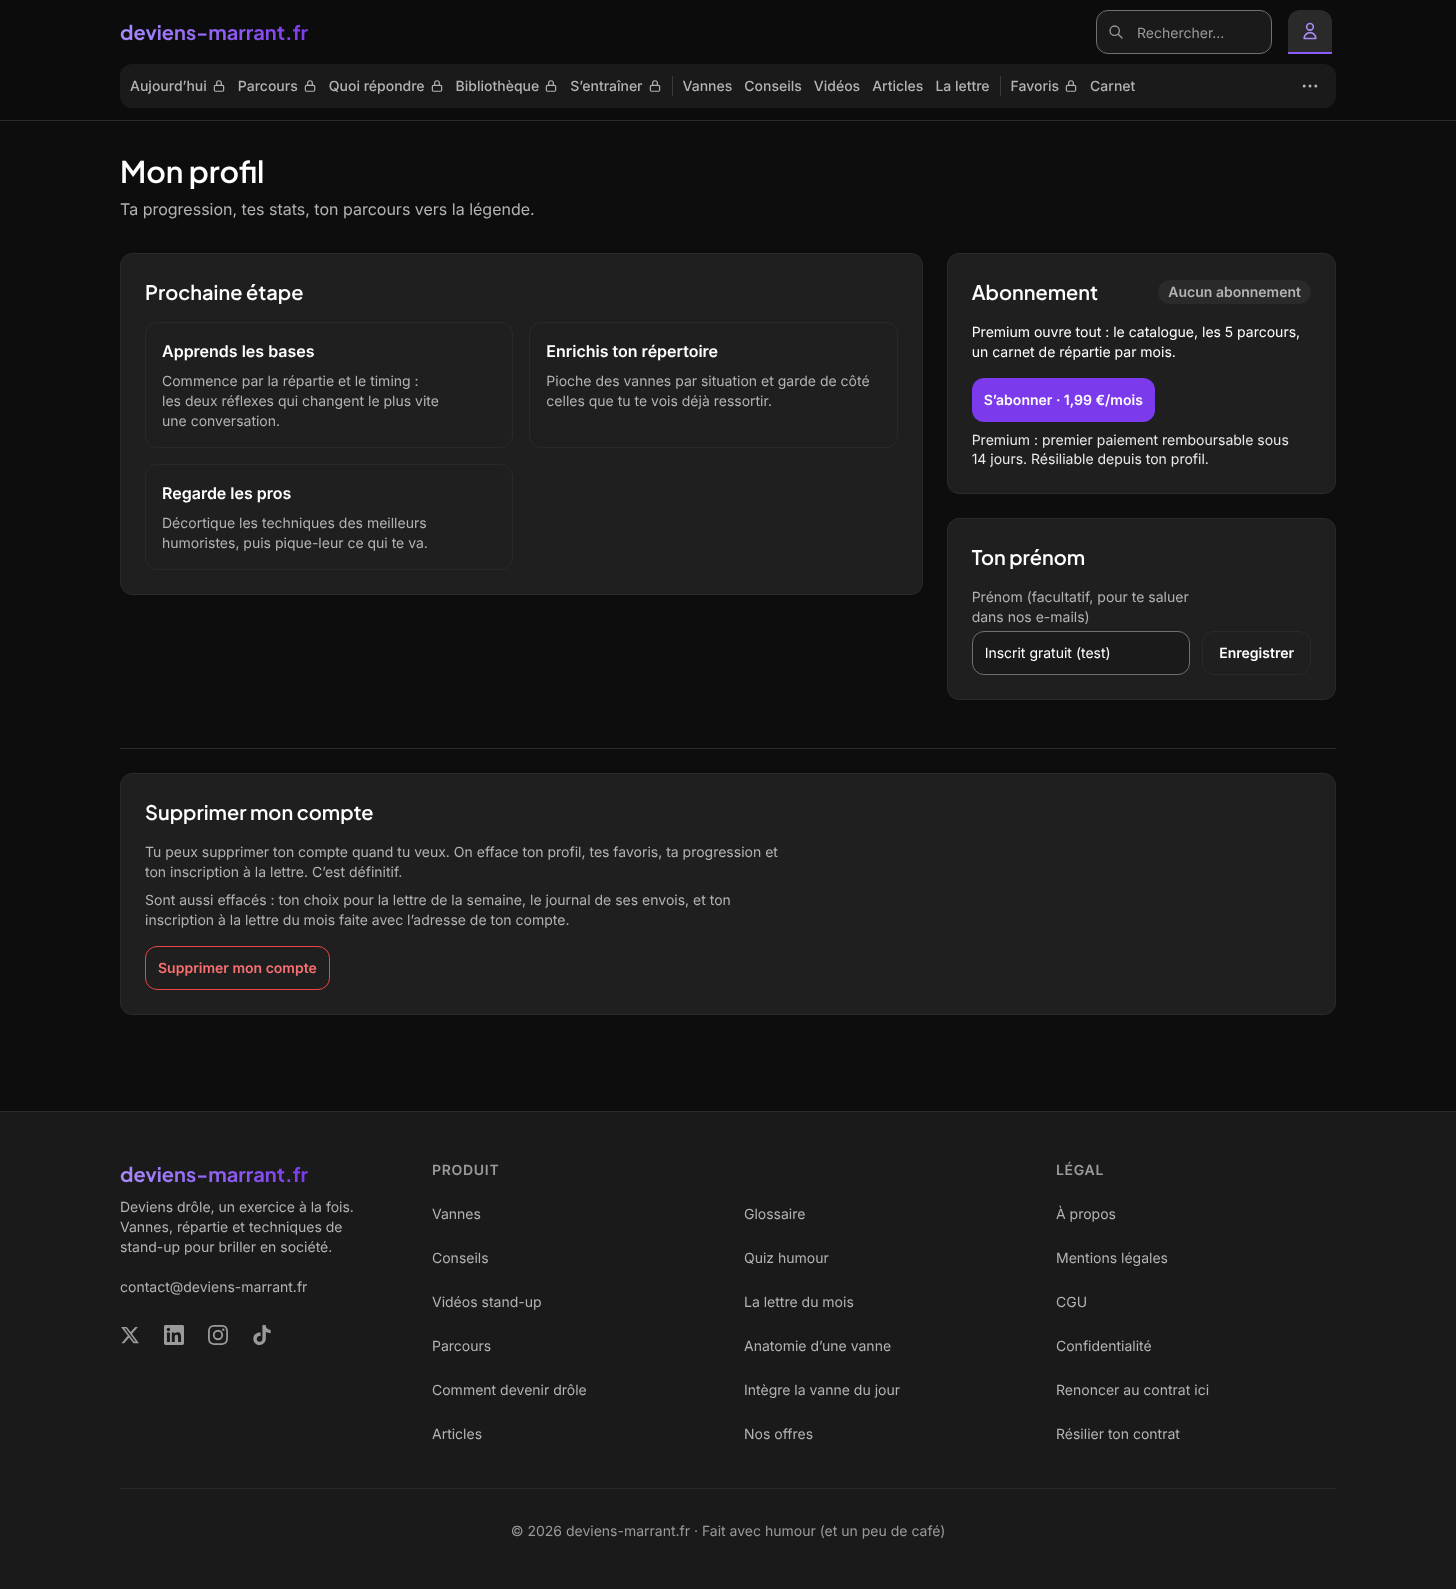 deviens-marrant.fr
Rechercher...
Aujourd’hui Parcours Quoi répondre Bibliothèque S’entraîner Vannes Conseils Vidéos Articles La lettre Favoris Carnet
Mon profil
Ta progression, tes stats, ton parcours vers la légende.
Prochaine étape
Apprends les bases
Commence par la répartie et le timing :
les deux réflexes qui changent le plus vite
une conversation.
Enrichis ton répertoire
Pioche des vannes par situation et garde de côté
celles que tu te vois déjà ressortir.
Regarde les pros
Décortique les techniques des meilleurs
humoristes, puis pique-leur ce qui te va.
Abonnement
Aucun abonnement
Premium ouvre tout : le catalogue, les 5 parcours,
un carnet de répartie par mois.
S’abonner · 1,99 €/mois
Premium : premier paiement remboursable sous
14 jours. Résiliable depuis ton profil.
Ton prénom
Prénom (facultatif, pour te saluer
dans nos e-mails)
Inscrit gratuit (test)
Enregistrer
Supprimer mon compte
Tu peux supprimer ton compte quand tu veux. On efface ton profil, tes favoris, ta progression et
ton inscription à la lettre. C’est définitif.
Sont aussi effacés : ton choix pour la lettre de la semaine, le journal de ses envois, et ton
inscription à la lettre du mois faite avec l’adresse de ton compte.
Supprimer mon compte
deviens-marrant.fr
Deviens drôle, un exercice à la fois.
Vannes, répartie et techniques de
stand-up pour briller en société.
contact@deviens-marrant.fr
PRODUIT
Vannes
Conseils
Vidéos stand-up
Parcours
Comment devenir drôle
Articles
Glossaire
Quiz humour
La lettre du mois
Anatomie d’une vanne
Intègre la vanne du jour
Nos offres
LÉGAL
À propos
Mentions légales
CGU
Confidentialité
Renoncer au contrat ici
Résilier ton contrat
© 2026 deviens-marrant.fr · Fait avec humour (et un peu de café)